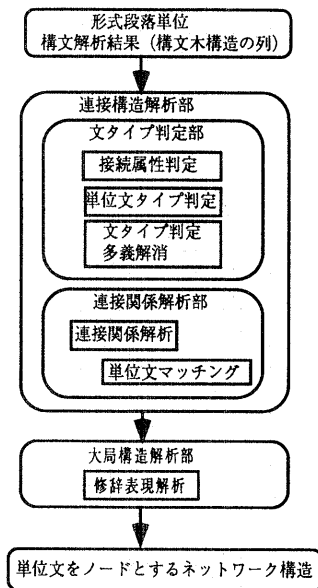 形式段落単位
構文解析結果（構文木構造の列）
連接構造解析部
文タイプ判定部
接続属性判定
単位文タイプ判定
文タイプ判定
多義解消
連接関係解析部
連接関係解析
単位文マッチング
大局構造解析部
修辞表現解析
単位文をノードとするネットワーク構造